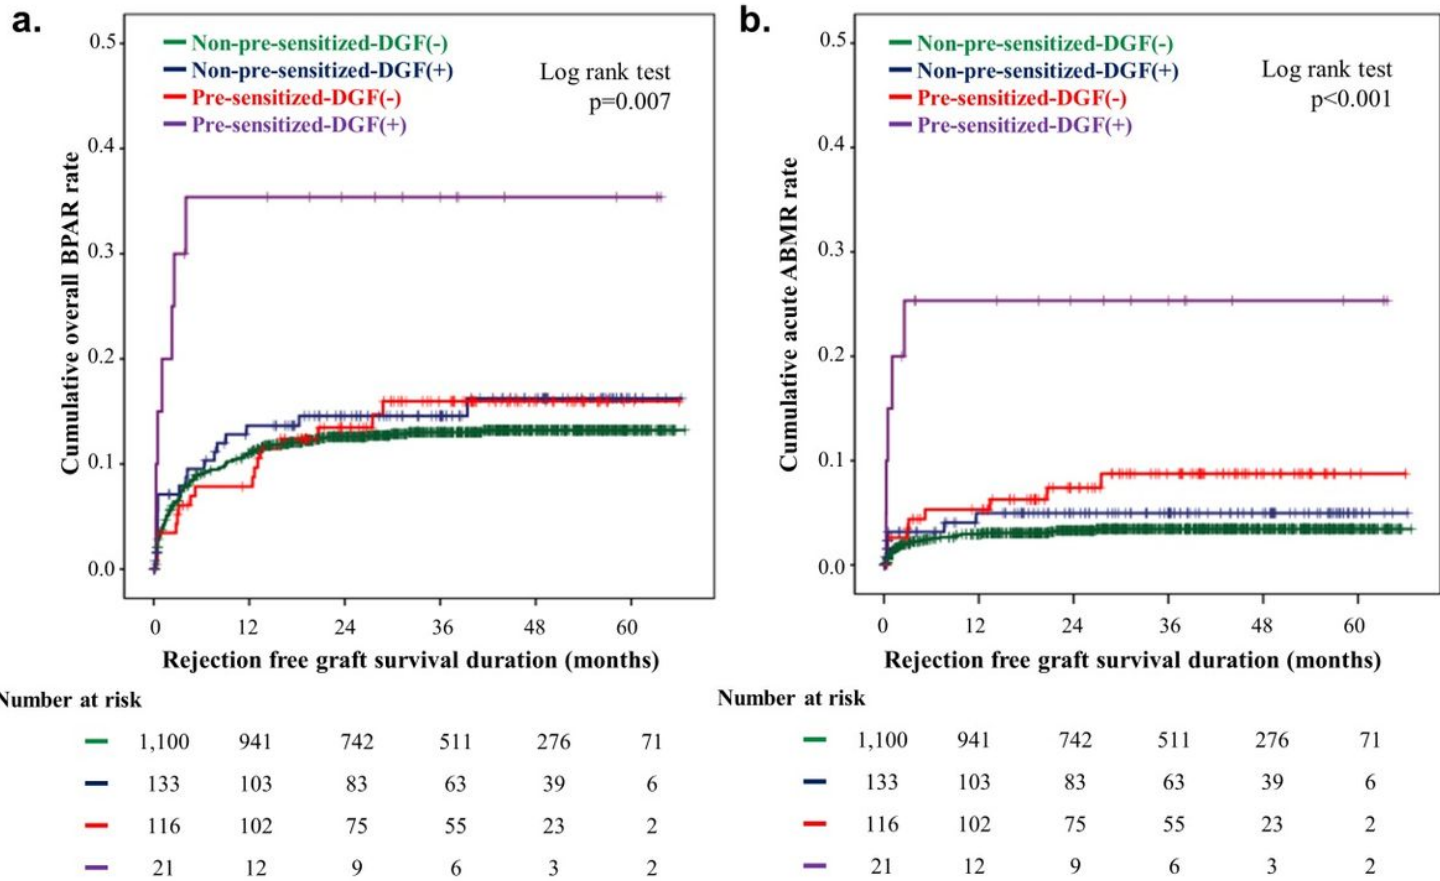 a.
Non-pre-sensitized-DGF(-)
Non-pre-sensitized-DGF(+)
Pre-sensitized-DGF(-)
Pre-sensitized-DGF(+)
Log rank test
p=0.007
Cumulative overall BPAR rate
0.5
0.4
0.3
0.2
0.1
0.0
0 12 24 36 48 60
Rejection free graft survival duration (months)
Number at risk
1,100 941 742 511 276 71
133 103 83 63 39 6
116 102 75 55 23 2
21 12 9 6 3 2
b.
Non-pre-sensitized-DGF(-)
Non-pre-sensitized-DGF(+)
Pre-sensitized-DGF(-)
Pre-sensitized-DGF(+)
Log rank test
p<0.001
Cumulative acute ABMR rate
0.5
0.4
0.3
0.2
0.1
0.0
0 12 24 36 48 60
Rejection free graft survival duration (months)
Number at risk
1,100 941 742 511 276 71
133 103 83 63 39 6
116 102 75 55 23 2
21 12 9 6 3 2